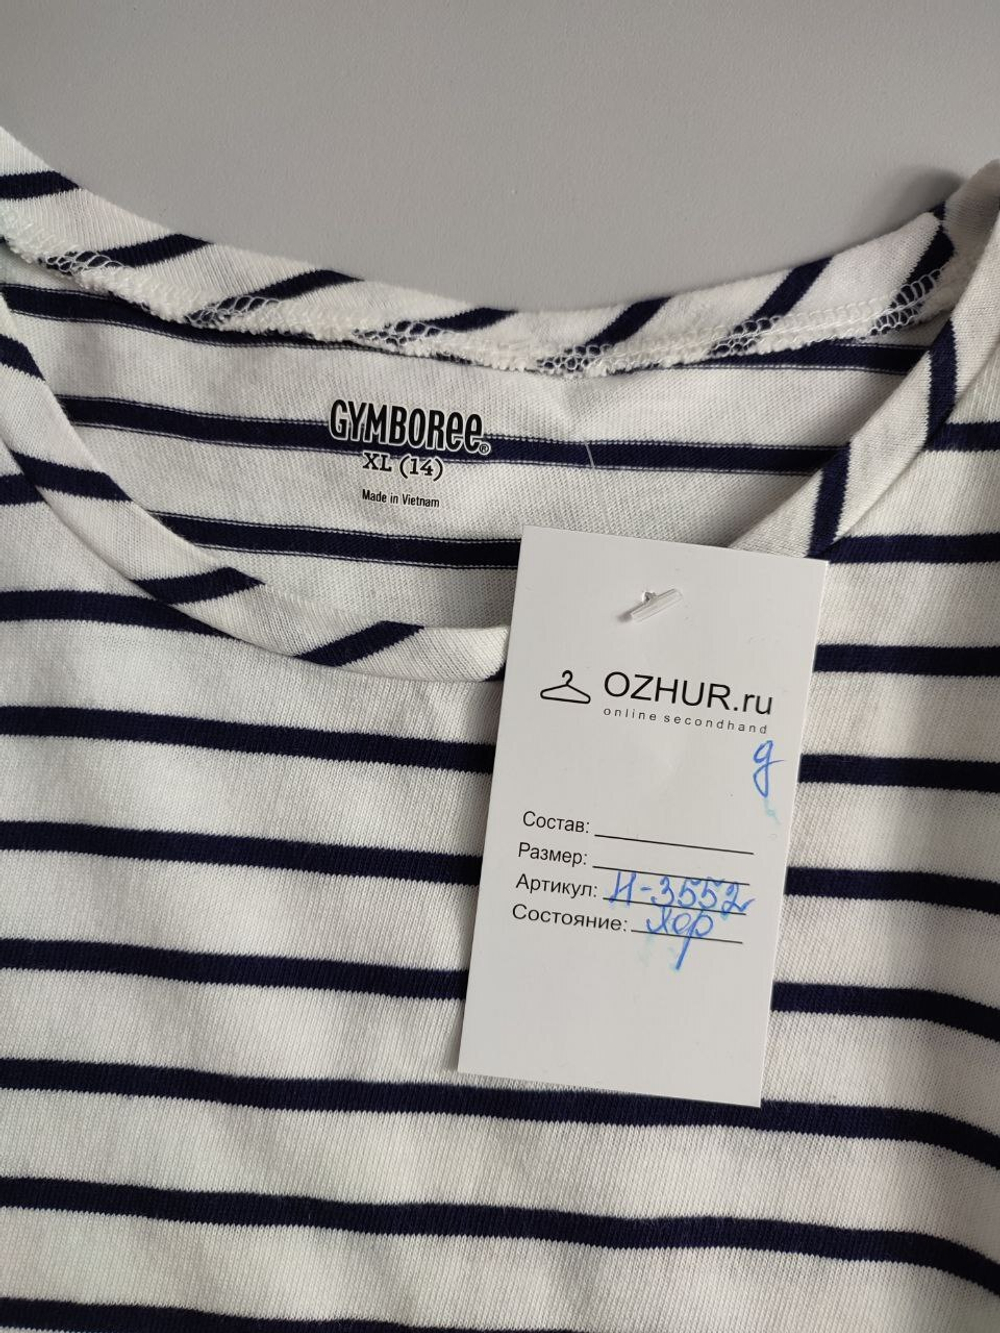 GYMBOREE®
XL (14)
Made in Vietnam
OZHUR.ru
online secondhand
д
Состав:
Размер:
Артикул: Н-3552
Состояние: хор